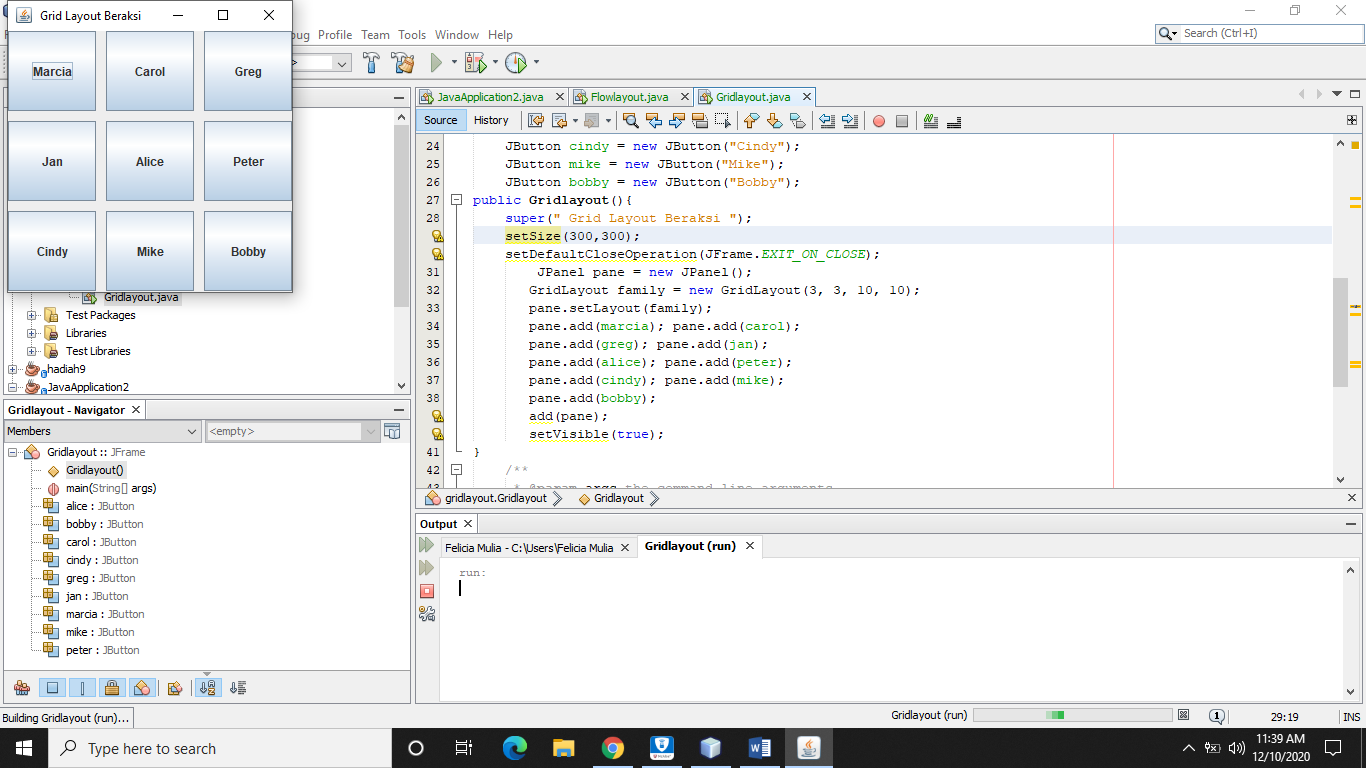 Grid Layout Beraksi
Marcia Carol Greg
Jan Alice Peter
Cindy Mike Bobby
ug Profile Team Tools Window Help
Search (Ctrl+I)
>
Gridlayout.java
Test Packages
Libraries
Test Libraries
hadiah9
JavaApplication2
Gridlayout - Navigator
Members
<empty>
Gridlayout :: JFrame
Gridlayout()
main(String[] args)
alice : JButton
bobby : JButton
carol : JButton
cindy : JButton
greg : JButton
jan : JButton
marcia : JButton
mike : JButton
peter : JButton
JavaApplication2.java Flowlayout.java Gridlayout.java
Source History
24 JButton cindy = new JButton("Cindy");
25 JButton mike = new JButton("Mike");
26 JButton bobby = new JButton("Bobby");
27 public Gridlayout(){
28 super(" Grid Layout Beraksi ");
setSize(300,300);
setDefaultCloseOperation(JFrame.EXIT_ON_CLOSE);
31 JPanel pane = new JPanel();
32 GridLayout family = new GridLayout(3, 3, 10, 10);
33 pane.setLayout(family);
34 pane.add(marcia); pane.add(carol);
35 pane.add(greg); pane.add(jan);
36 pane.add(alice); pane.add(peter);
37 pane.add(cindy); pane.add(mike);
38 pane.add(bobby);
add(pane);
setVisible(true);
41 }
42 /**
43 * @param args the command line arguments
gridlayout.Gridlayout Gridlayout
Output
Felicia Mulia - C:\Users\Felicia Mulia Gridlayout (run)
run:
Building Gridlayout (run)...
Gridlayout (run) 1 29:19 INS
Type here to search
11:39 AM
12/10/2020